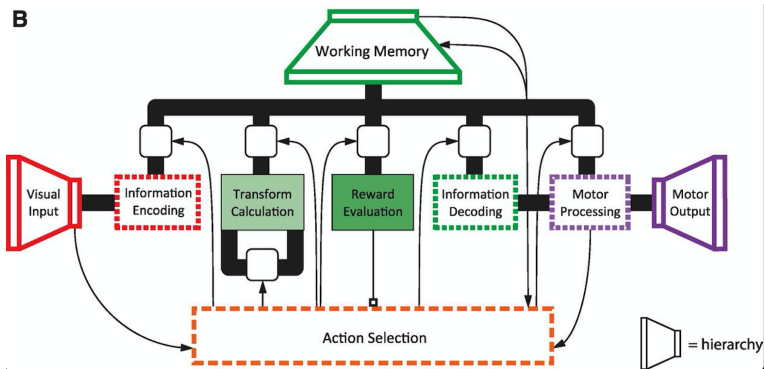 B
Working Memory
Visual
Input
Information
Encoding
Transform
Calculation
Reward
Evaluation
Information
Decoding
Motor
Processing
Motor
Output
Action Selection
= hierarchy